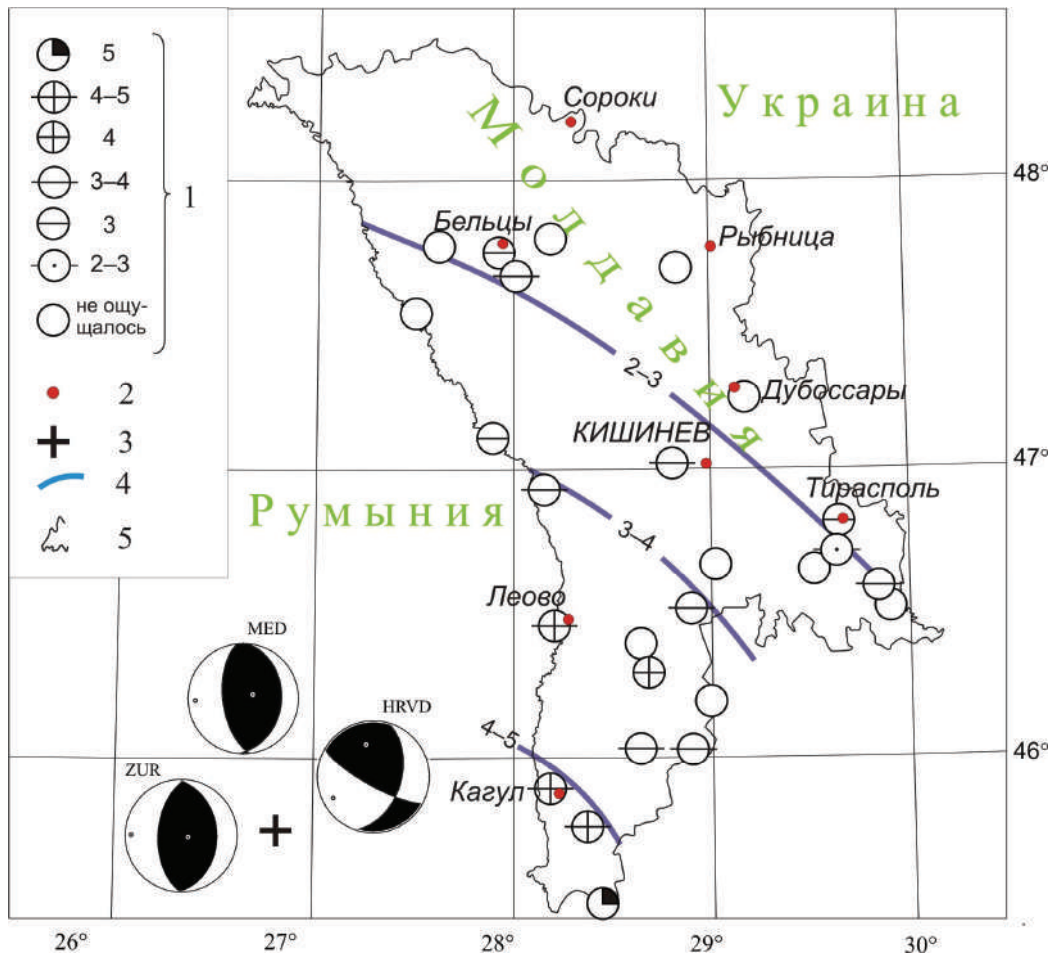 5
4–5
4
3–4
3
2–3
не ощу-
щалось
1
2
3
4
5
Сороки
Украина
Молдавия
48°
Бельцы
Рыбница
2–3
Дубоссары
КИШИНЕВ
47°
Тирасполь
Румыния
3–4
Леово
MED
HRVD
4–5
46°
ZUR
Кагул
26°
27°
28°
29°
30°